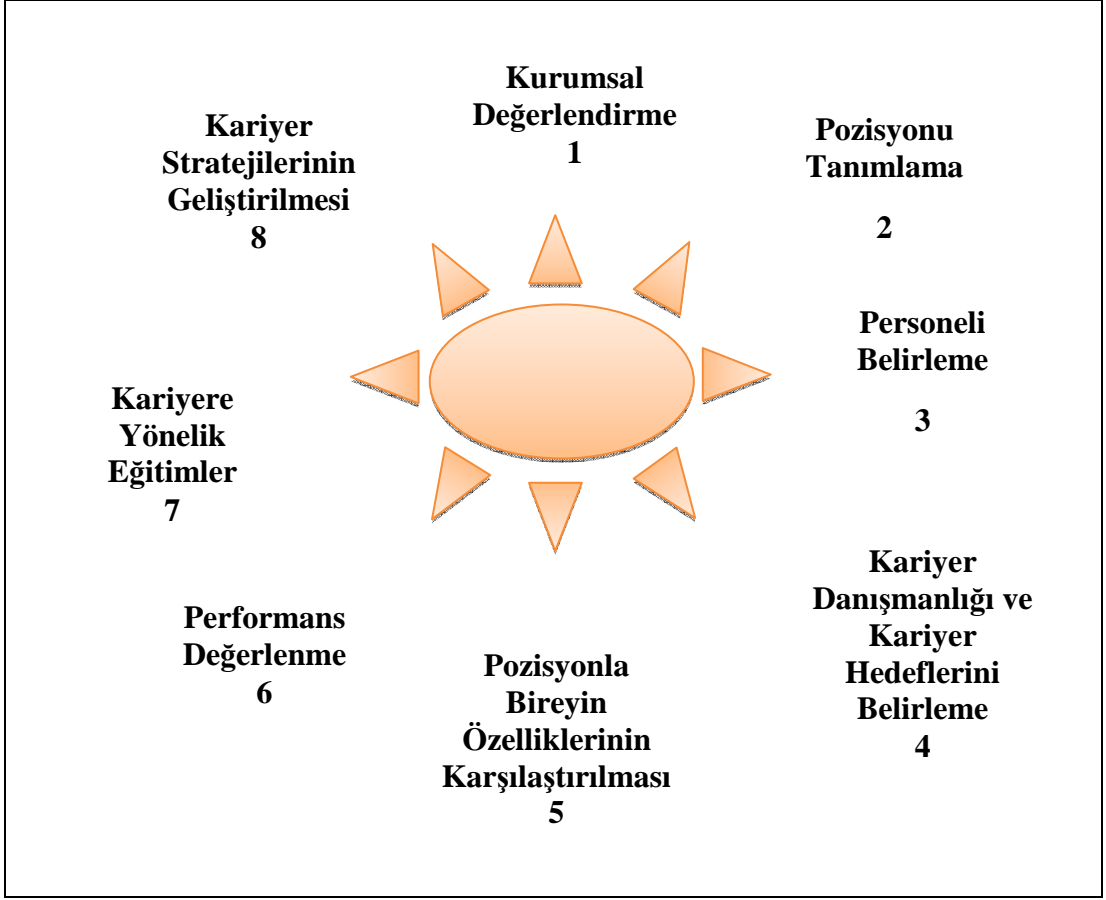 Kurumsal
Değerlendirme
1
Pozisyonu
Tanımlama
2
Personeli
Belirleme
3
Kariyer
Danışmanlığı ve
Kariyer
Hedeflerini
Belirleme
4
Pozisyonla
Bireyin
Özelliklerinin
Karşılaştırılması
5
Performans
Değerlenme
6
Kariyere
Yönelik
Eğitimler
7
Kariyer
Stratejilerinin
Geliştirilmesi
8